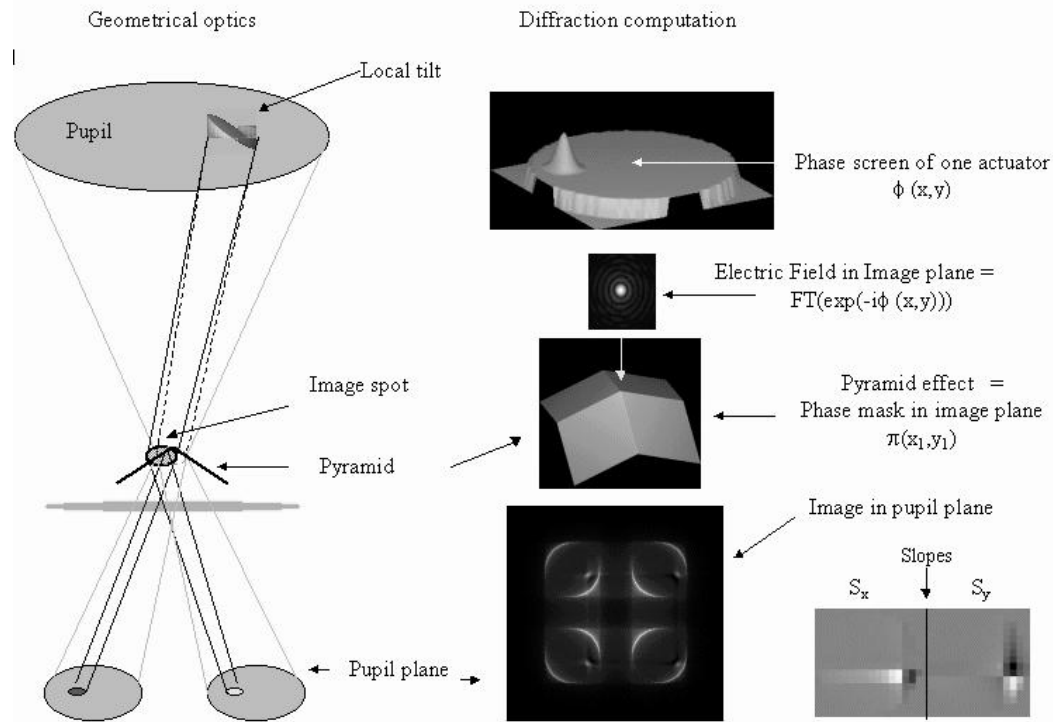 Geometrical optics
Diffraction computation
Local tilt
Pupil
Phase screen of one actuator
ϕ (x,y)
Electric Field in Image plane =
FT(exp(-iϕ (x,y)))
Image spot
Pyramid effect =
Phase mask in image plane
π(x₁,y₁)
Pyramid
Image in pupil plane
Slopes
Sₓ
Sᵧ
Pupil plane